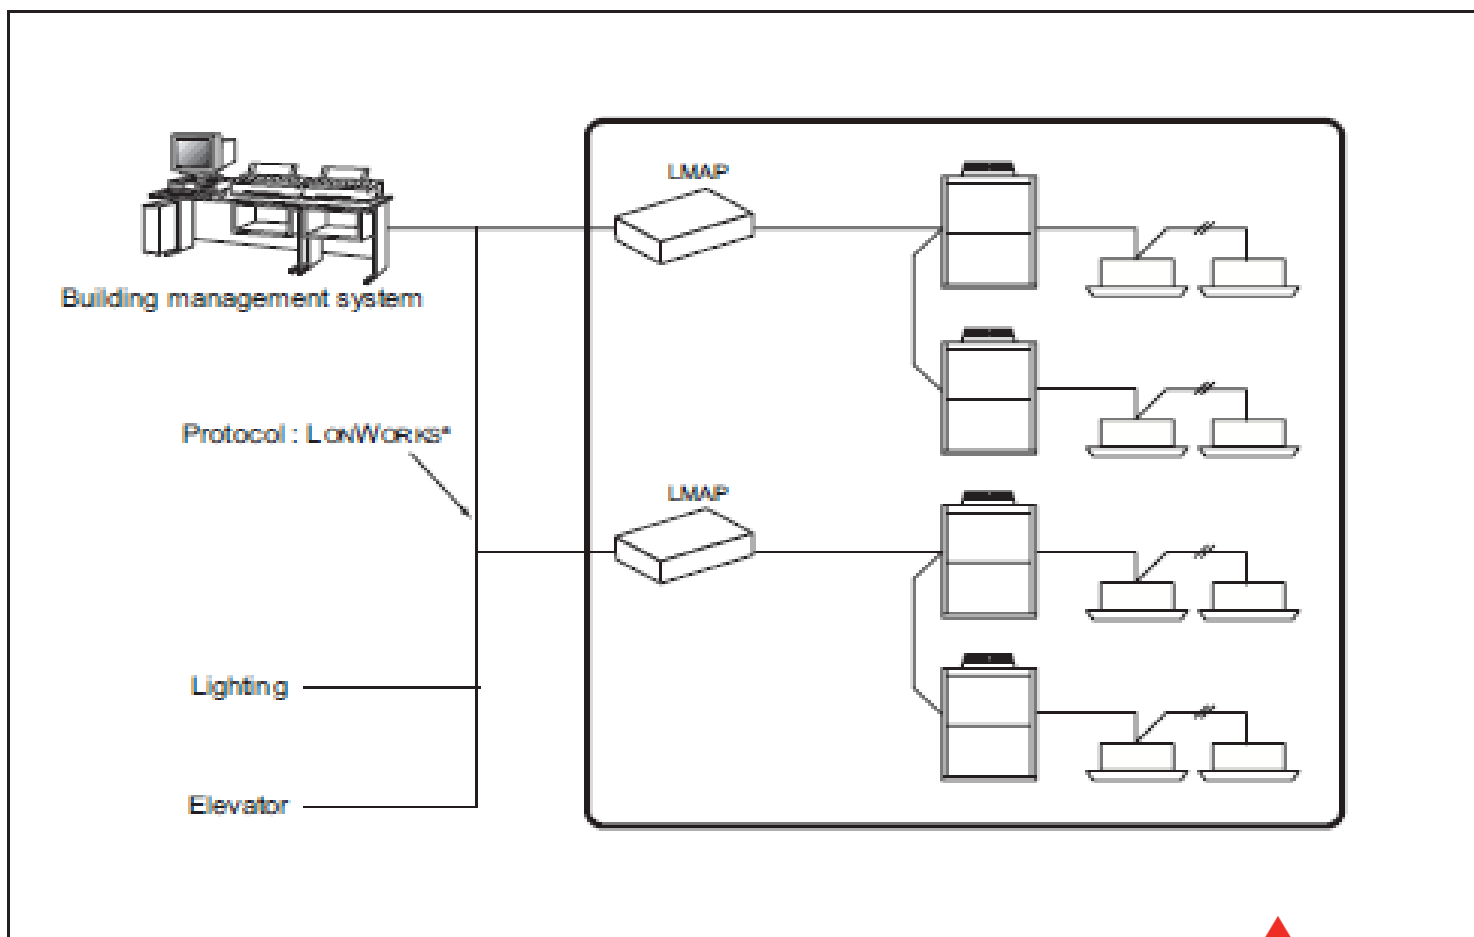 LMAP
Building management system
Protocol : LONWORKS®
LMAP
Lighting
Elevator